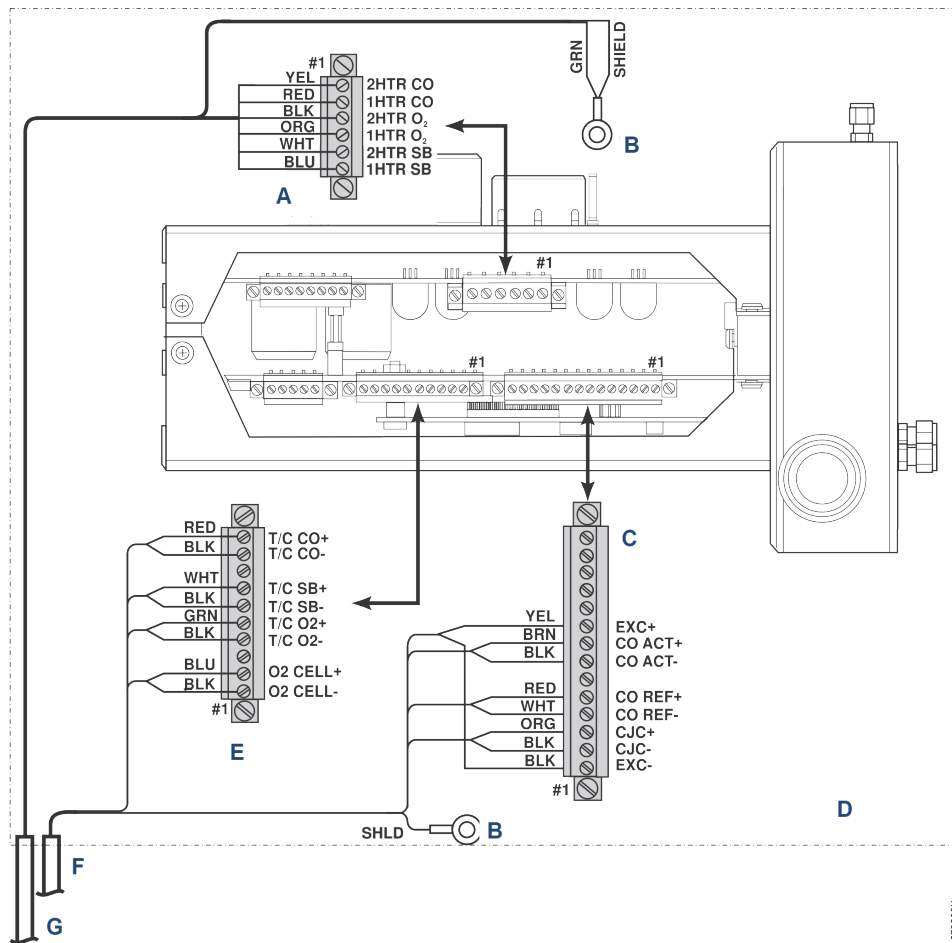 #1
YEL 2HTR CO
RED 1HTR CO
BLK 2HTR O2
ORG 1HTR O2
WHT 2HTR SB
BLU 1HTR SB
A
GRN
SHIELD
B
#1
#1
#1
RED T/C CO+
BLK T/C CO-
WHT T/C SB+
BLK T/C SB-
GRN T/C O2+
BLK T/C O2-
BLU O2 CELL+
BLK O2 CELL-
#1
E
C
YEL EXC+
BRN CO ACT+
BLK CO ACT-
RED CO REF+
WHT CO REF-
ORG CJC+
BLK CJC-
BLK EXC-
#1
SHLD
B
D
F
G